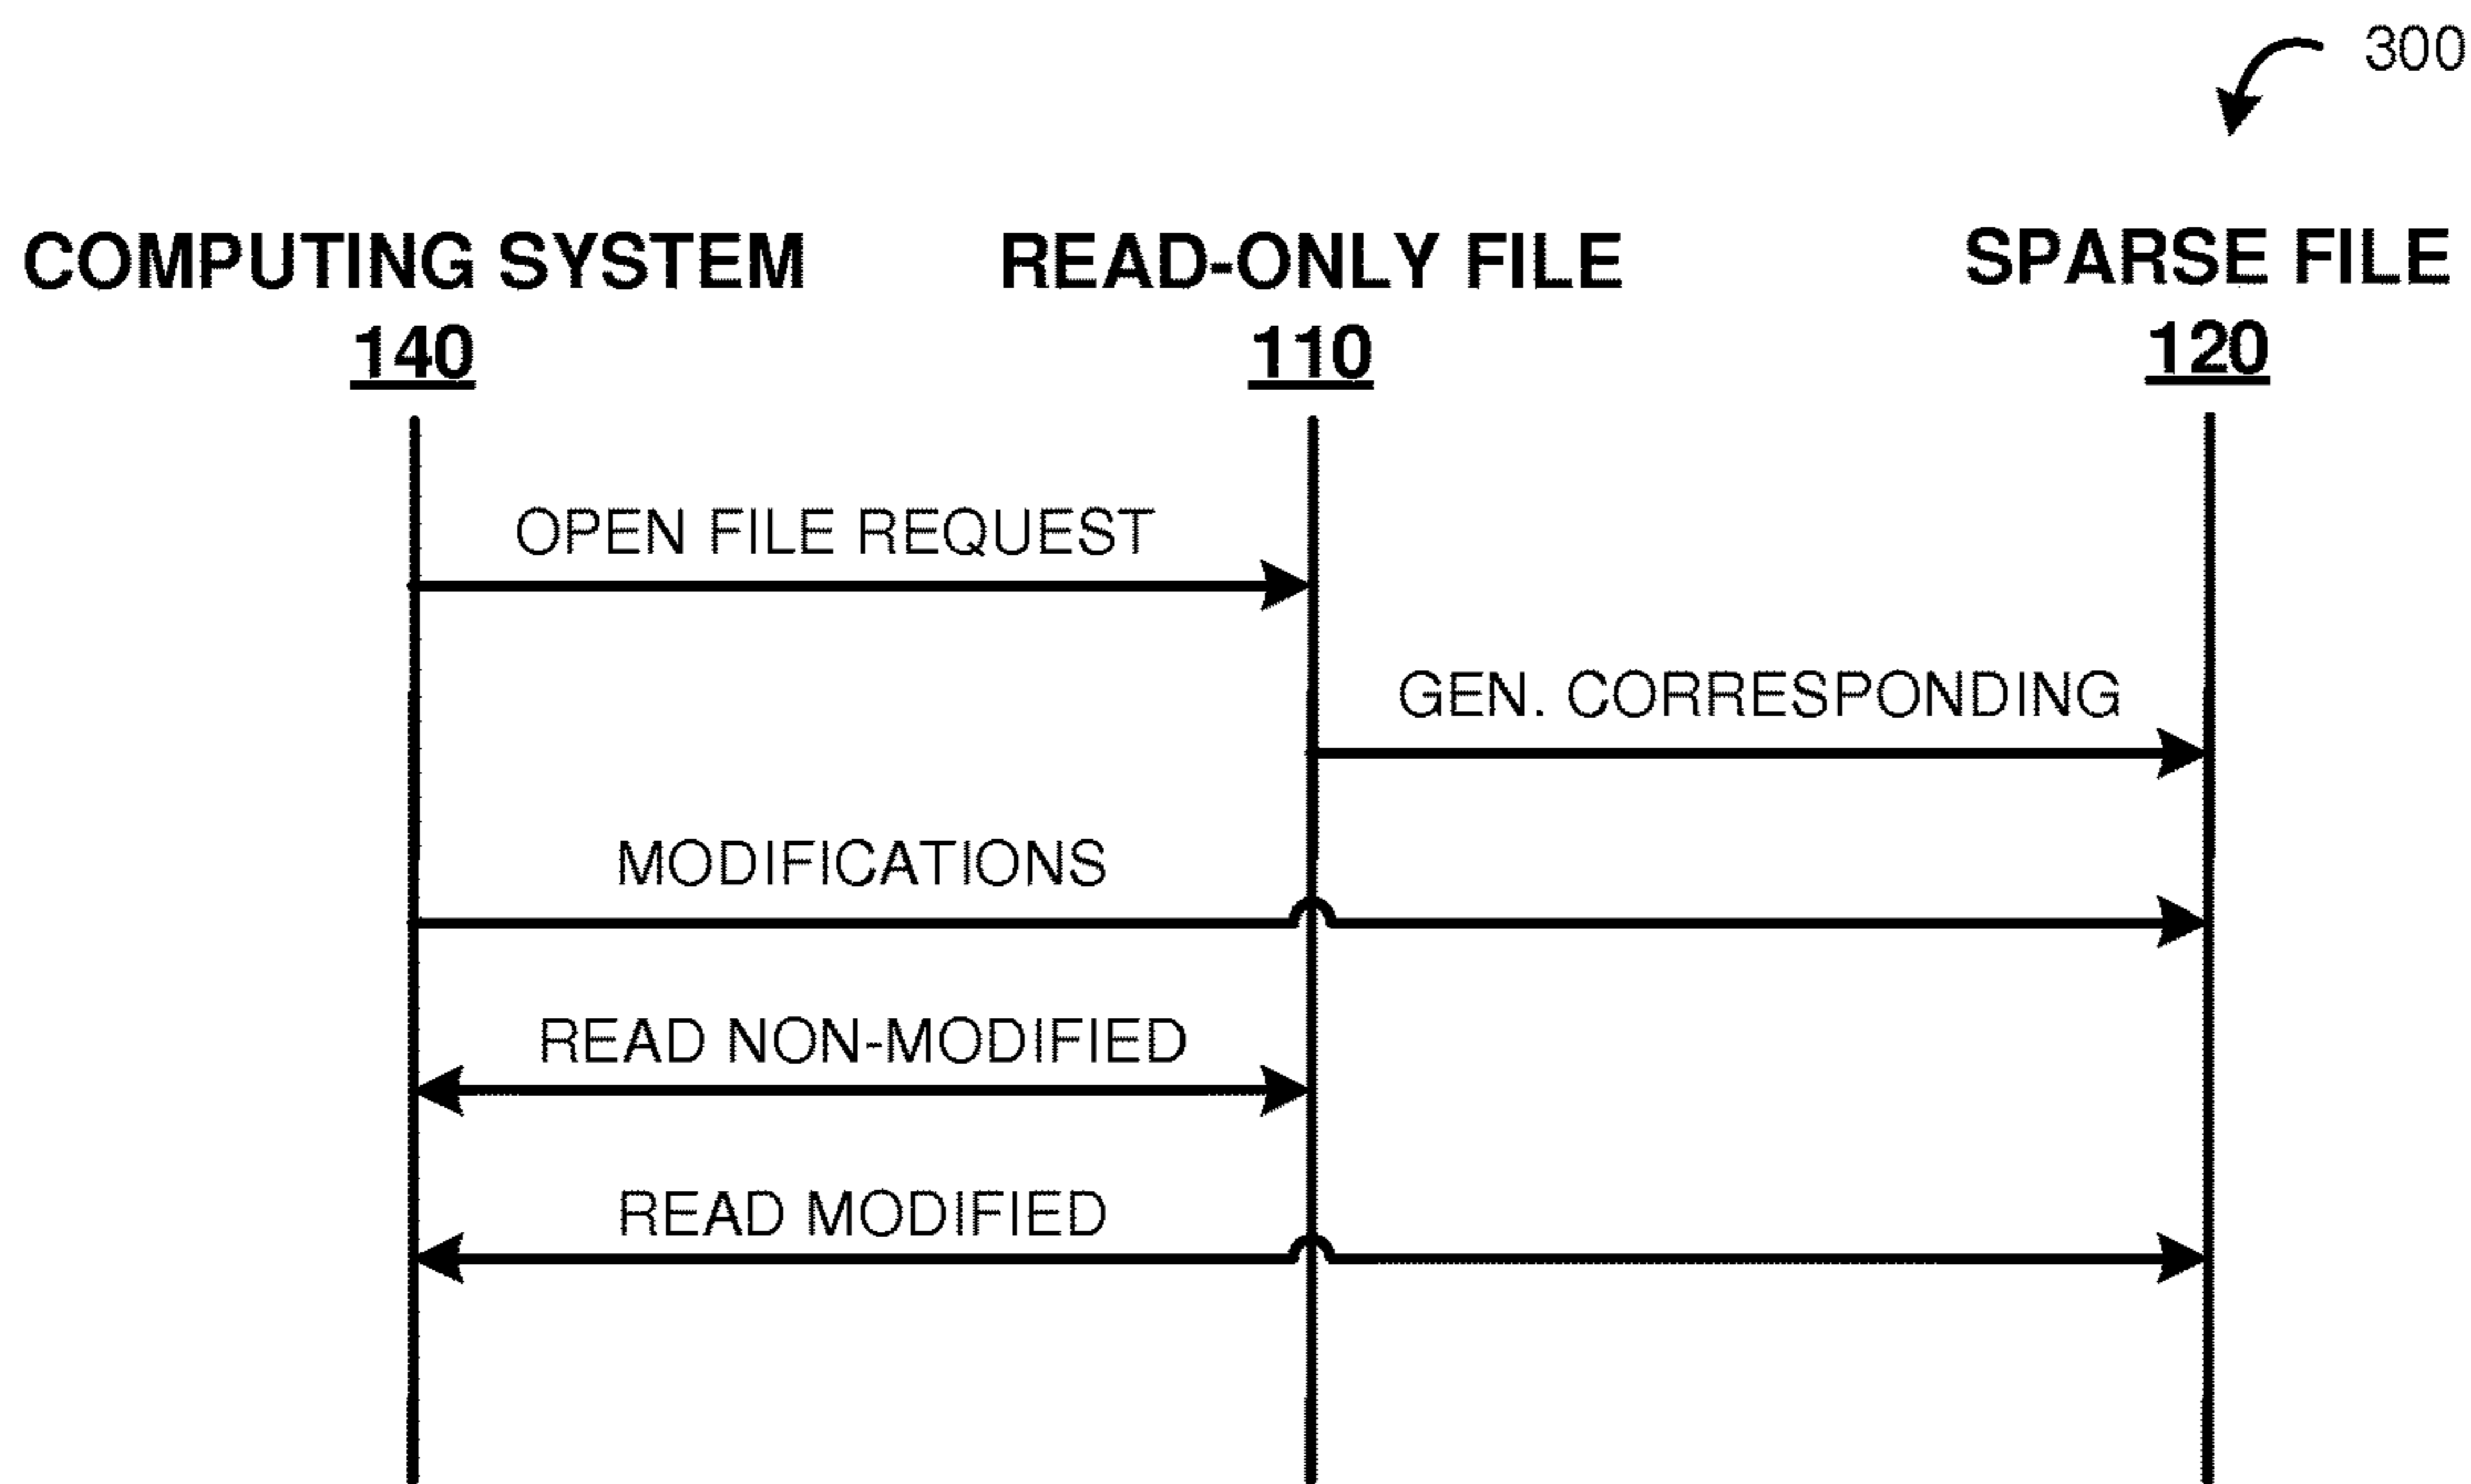 300
COMPUTING SYSTEM
140
READ-ONLY FILE
110
SPARSE FILE
120
OPEN FILE REQUEST
GEN. CORRESPONDING
MODIFICATIONS
READ NON-MODIFIED
READ MODIFIED